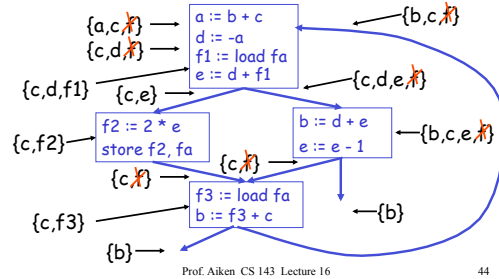 {a,c,f}
a := b + c
{b,c,f}
{c,d,f}
d := -a
f1 := load fa
{c,d,f1}
e := d + f1
{c,d,e,f}
{c,e}
f2 := 2 * e
b := d + e
{c,f2}
store f2, fa
e := e - 1
{b,c,e,f}
{c,f}
{c,f}
f3 := load fa
{c,f3}
b := f3 + c
{b}
{b}
Prof. Aiken CS 143 Lecture 16
44